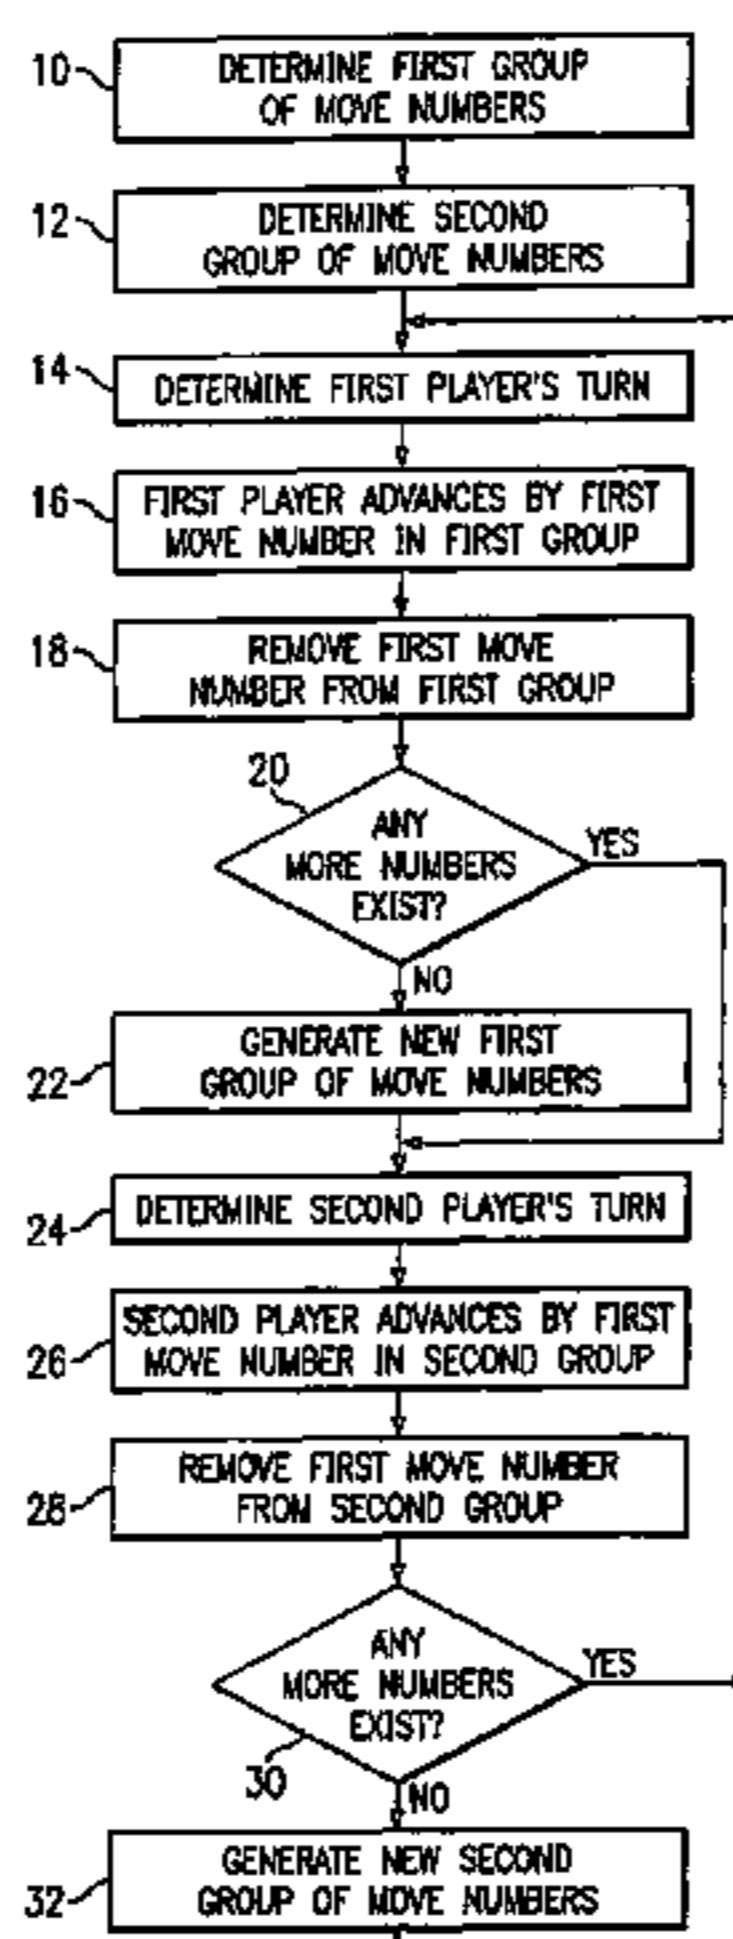 10
DETERMINE FIRST GROUP
OF MOVE NUMBERS
12
DETERMINE SECOND
GROUP OF MOVE NUMBERS
14
DETERMINE FIRST PLAYER'S TURN
16
FIRST PLAYER ADVANCES BY FIRST
MOVE NUMBER IN FIRST GROUP
18
REMOVE FIRST MOVE
NUMBER FROM FIRST GROUP
20
ANY
MORE NUMBERS
EXIST?
YES
NO
22
GENERATE NEW FIRST
GROUP OF MOVE NUMBERS
24
DETERMINE SECOND PLAYER'S TURN
26
SECOND PLAYER ADVANCES BY FIRST
MOVE NUMBER IN SECOND GROUP
28
REMOVE FIRST MOVE NUMBER
FROM SECOND GROUP
30
ANY
MORE NUMBERS
EXIST?
YES
NO
32
GENERATE NEW SECOND
GROUP OF MOVE NUMBERS